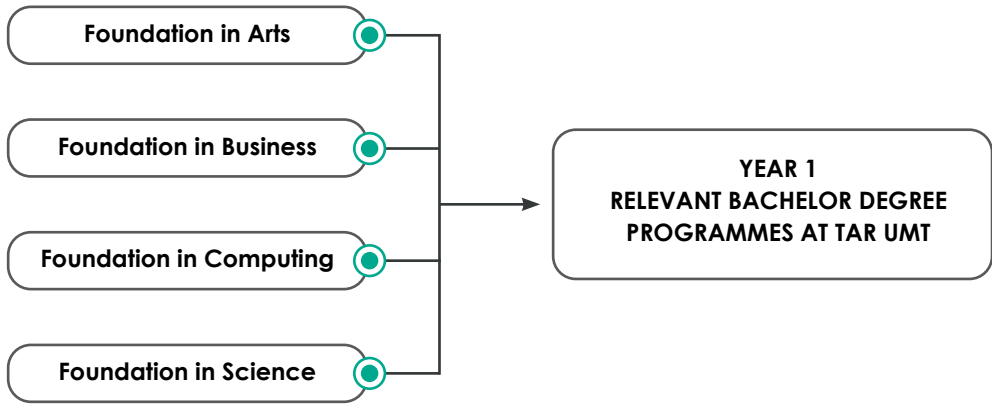 Foundation in Arts
Foundation in Business
Foundation in Computing
Foundation in Science
YEAR 1
RELEVANT BACHELOR DEGREE
PROGRAMMES AT TAR UMT